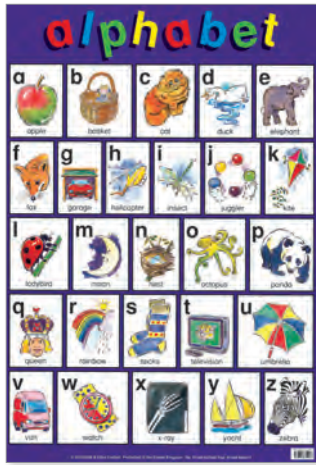 alphabet
a b c d e
apple basket cat duck elephant
f g h i j k
fox garage helicopter insect juggler kite
l m n o p
ladybird moon nest octopus panda
q r s t u
queen rainbow socks television umbrella
v w x y z
van watch x-ray yacht zebra